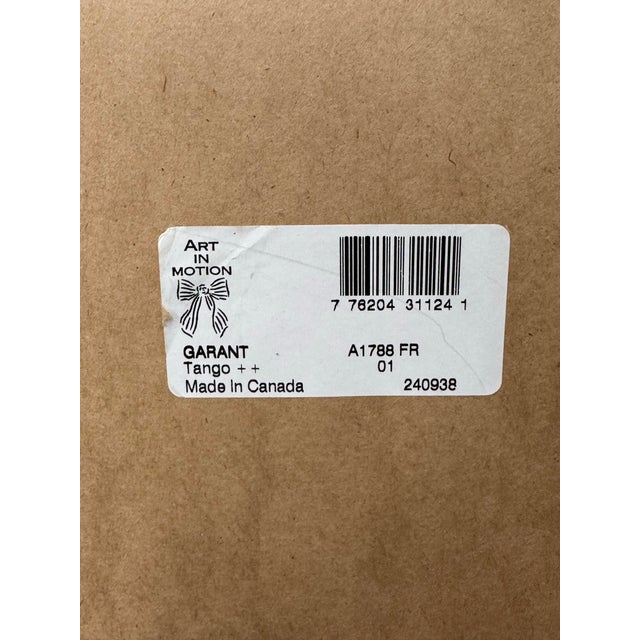 ART
IN
MOTION
7 76204 31124 1
GARANT
A1788 FR
Tango + +
01
Made In Canada
240938